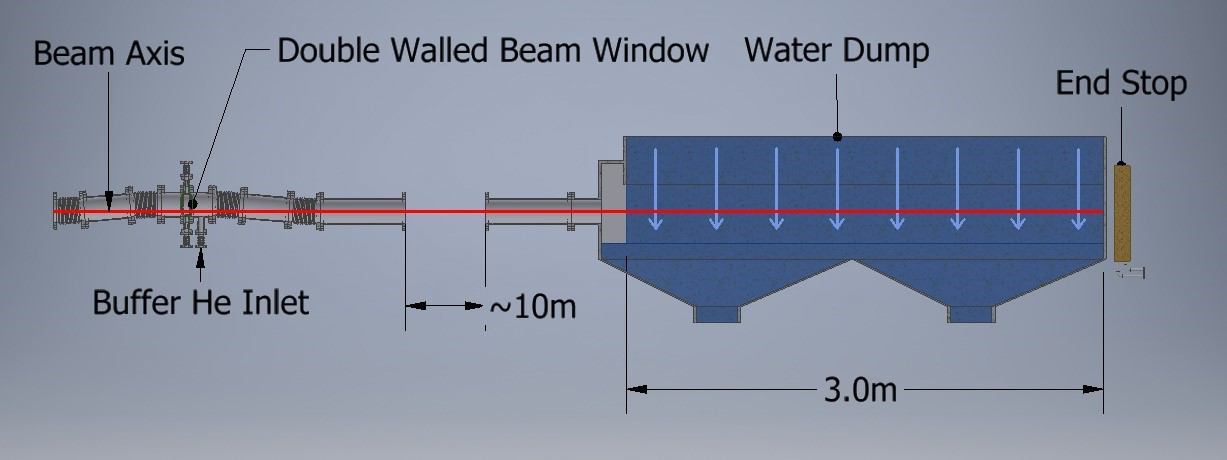 Beam Axis
Double Walled Beam Window
Water Dump
End Stop
Buffer He Inlet
~10m
3.0m